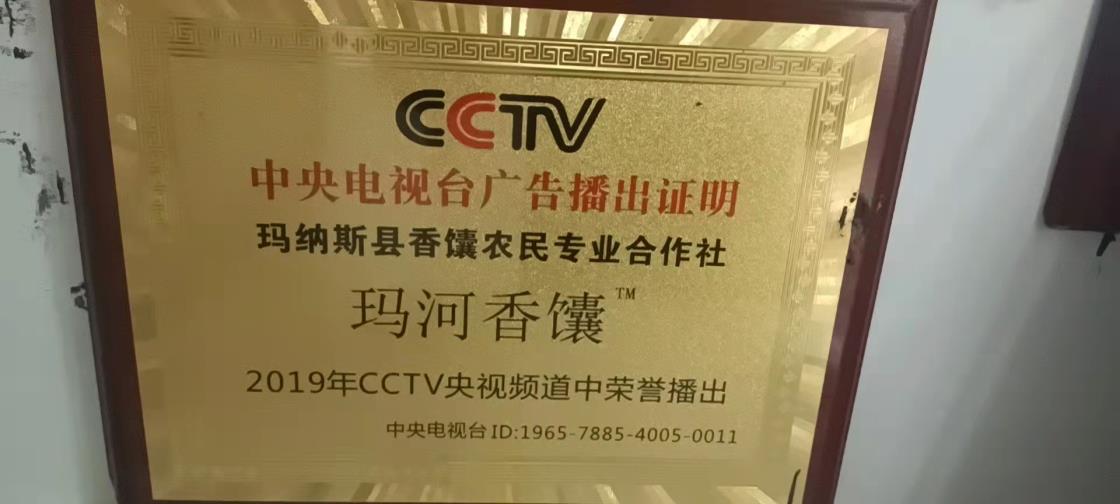 CCTV
中央电视台广告播出证明
玛纳斯县香馕农民专业合作社
玛河香馕™
2019年CCTV央视频道中荣誉播出
中央电视台ID:1965-7885-4005-0011